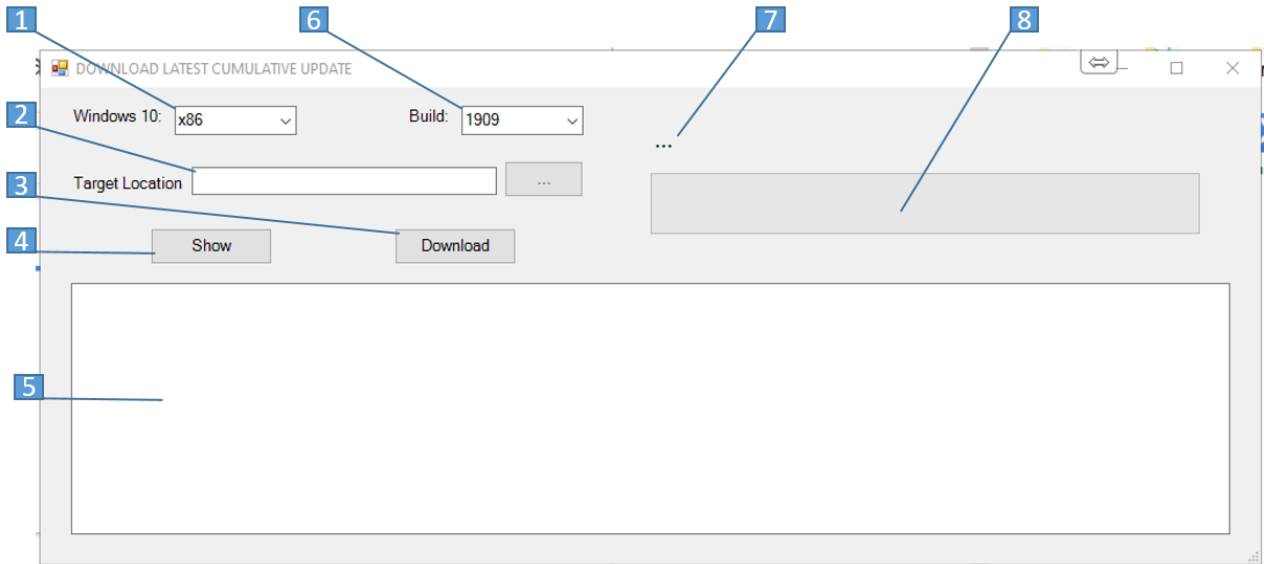 1 6 7 8
DOWNLOAD LATEST CUMULATIVE UPDATE
2 Windows 10: x86 Build: 1909
...
3 Target Location ...
4 Show Download
5